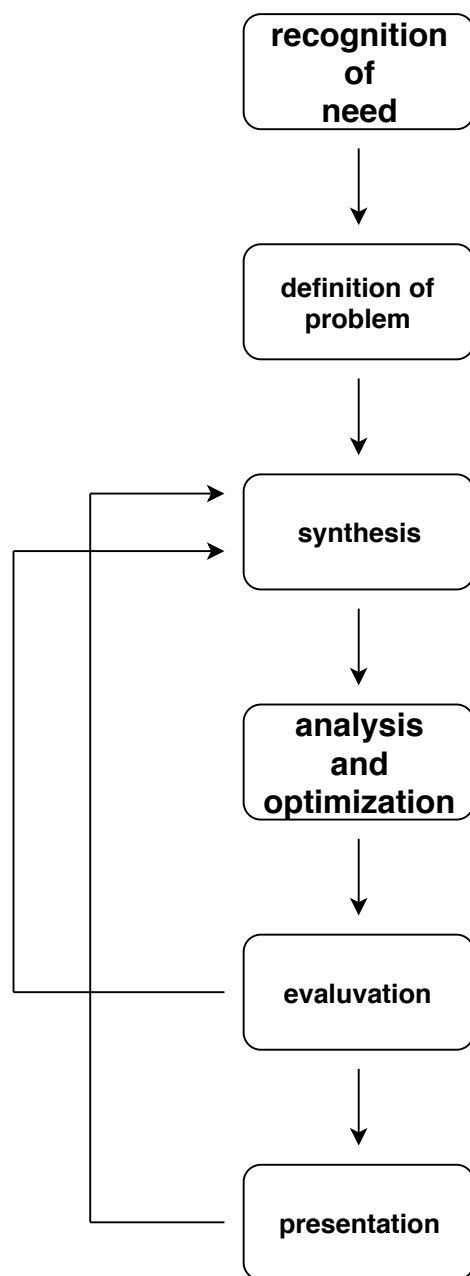 recognition
of
need
definition of
problem
synthesis
analysis
and
optimization
evaluvation
presentation